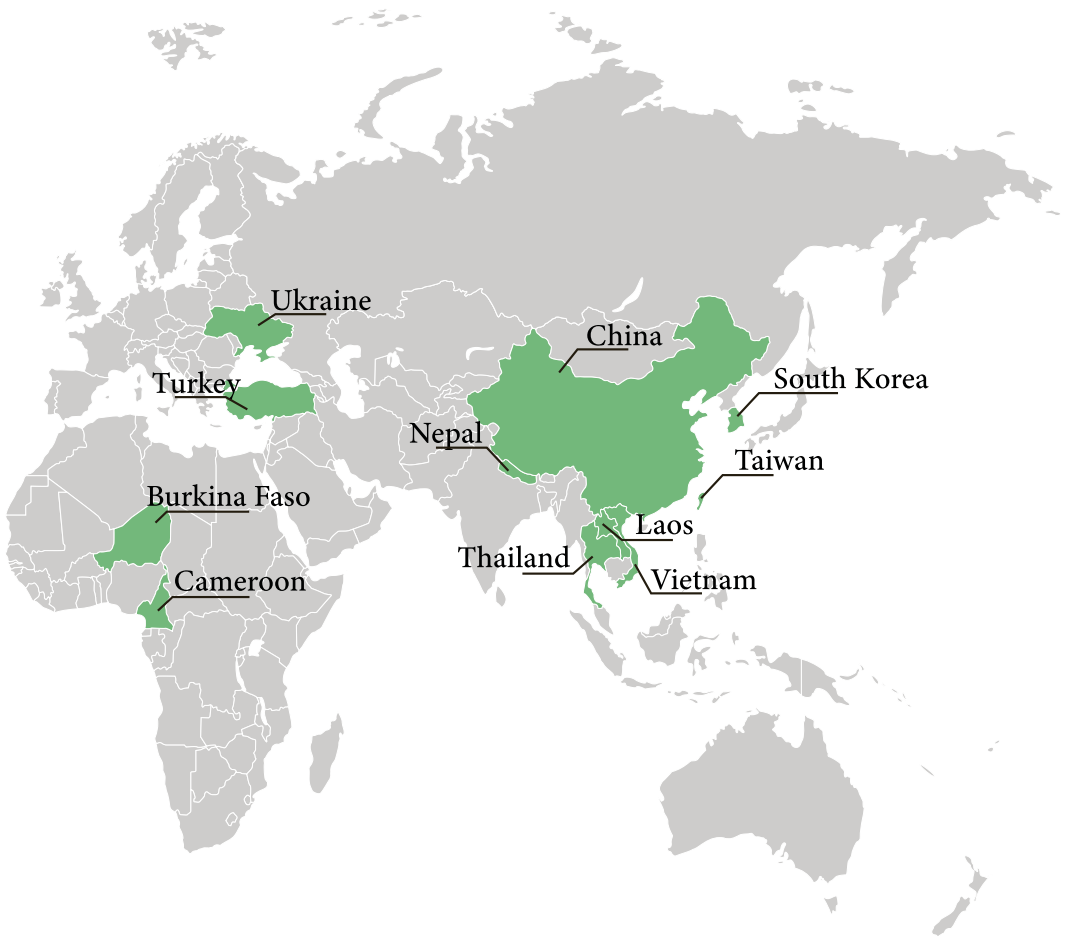 Ukraine
China
Turkey
South Korea
Nepal
Taiwan
Burkina Faso
Laos
Thailand
Cameroon
Vietnam